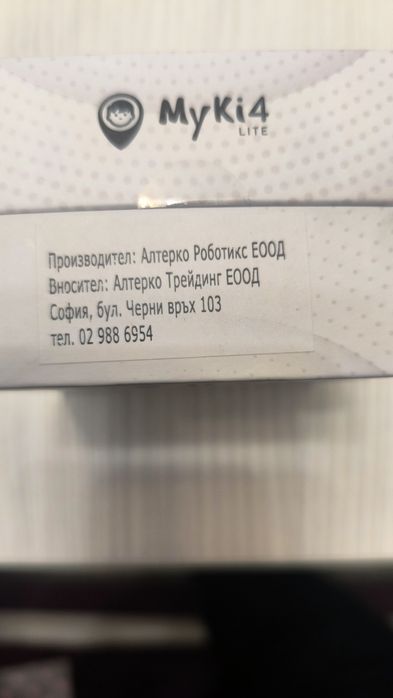 MyKi4
LITE
Производител: Алтерко Роботикс ЕООД
Вносител: Алтерко Трейдинг ЕООД
София, бул. Черни връх 103
тел. 02 988 6954